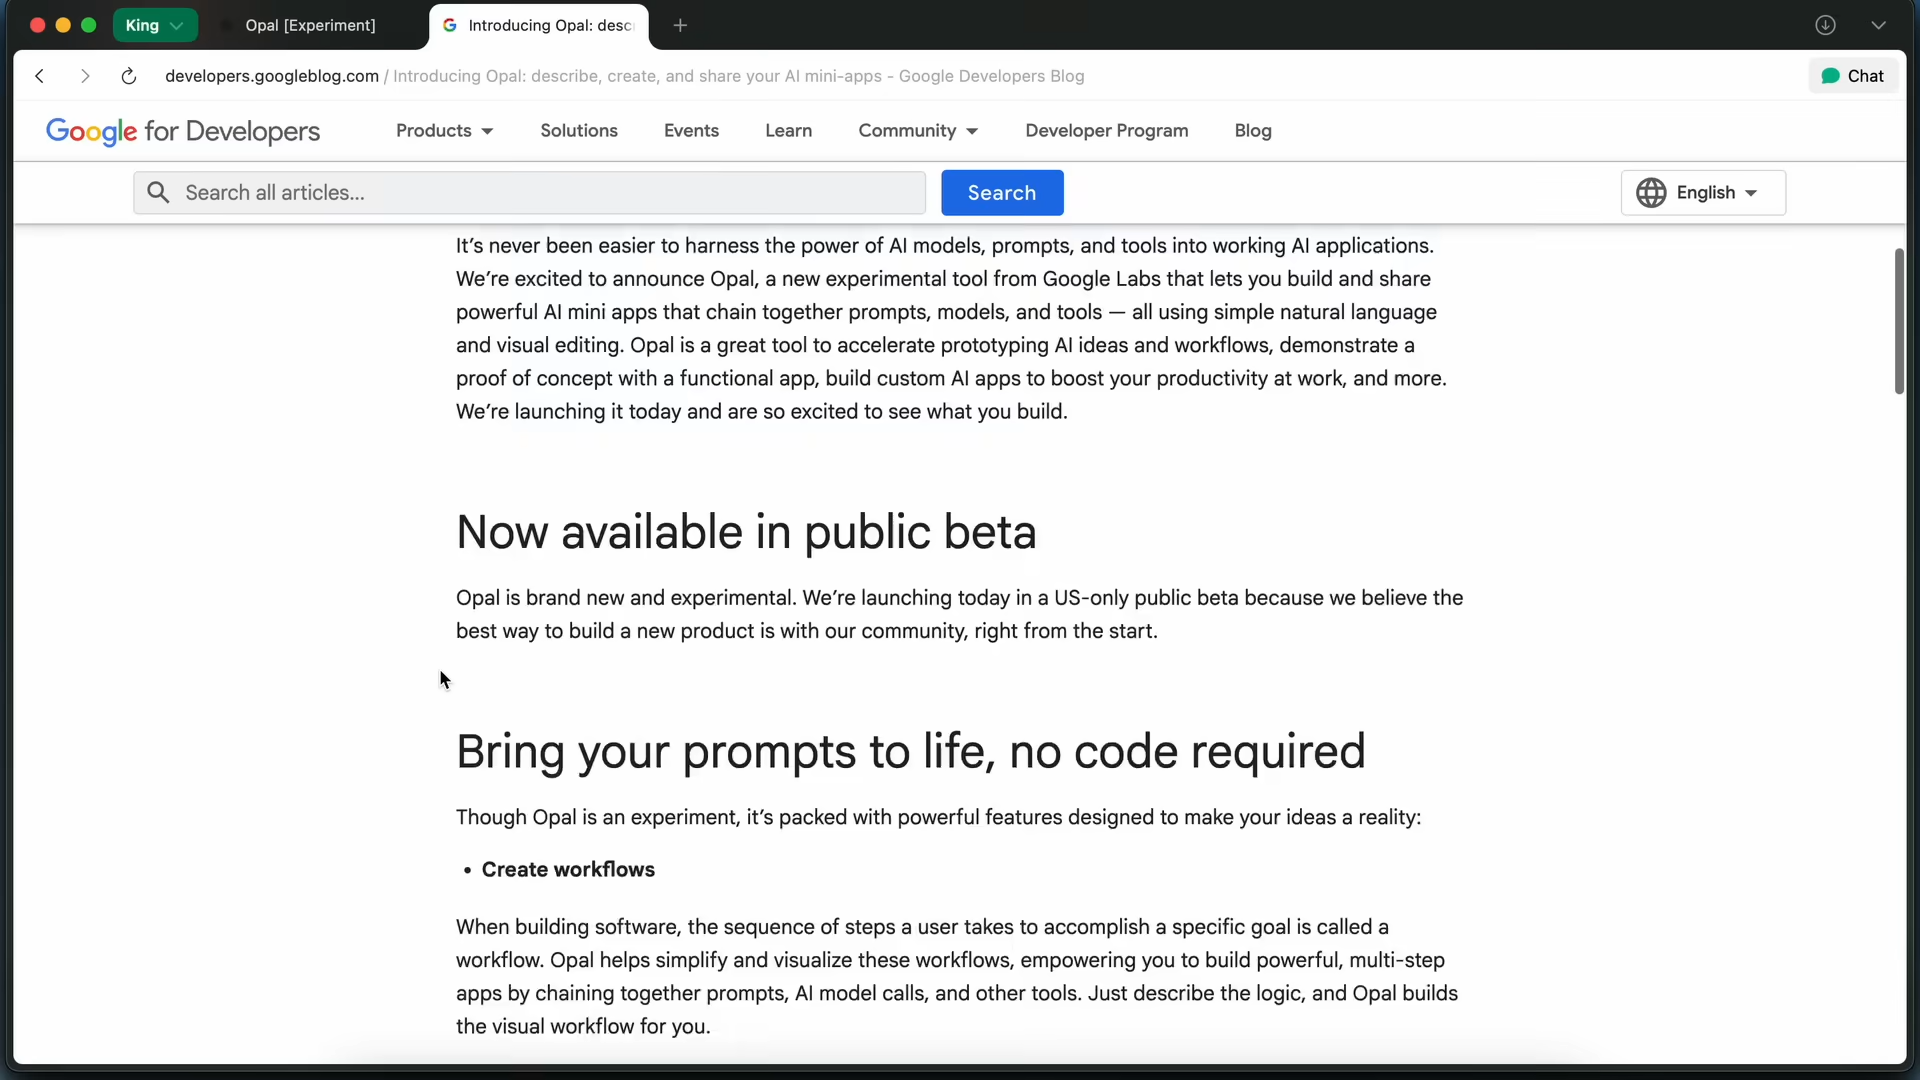 King
Opal [Experiment]
Introducing Opal: desc
developers.googleblog.com / Introducing Opal: describe, create, and share your AI mini-apps - Google Developers Blog
Chat
Google for Developers
Products
Solutions
Events
Learn
Community
Developer Program
Blog
Search all articles...
Search
English
It's never been easier to harness the power of AI models, prompts, and tools into working AI applications.
We're excited to announce Opal, a new experimental tool from Google Labs that lets you build and share
powerful AI mini apps that chain together prompts, models, and tools — all using simple natural language
and visual editing. Opal is a great tool to accelerate prototyping AI ideas and workflows, demonstrate a
proof of concept with a functional app, build custom AI apps to boost your productivity at work, and more.
We're launching it today and are so excited to see what you build.
Now available in public beta
Opal is brand new and experimental. We're launching today in a US-only public beta because we believe the
best way to build a new product is with our community, right from the start.
Bring your prompts to life, no code required
Though Opal is an experiment, it's packed with powerful features designed to make your ideas a reality:
• Create workflows
When building software, the sequence of steps a user takes to accomplish a specific goal is called a
workflow. Opal helps simplify and visualize these workflows, empowering you to build powerful, multi-step
apps by chaining together prompts, AI model calls, and other tools. Just describe the logic, and Opal builds
the visual workflow for you.